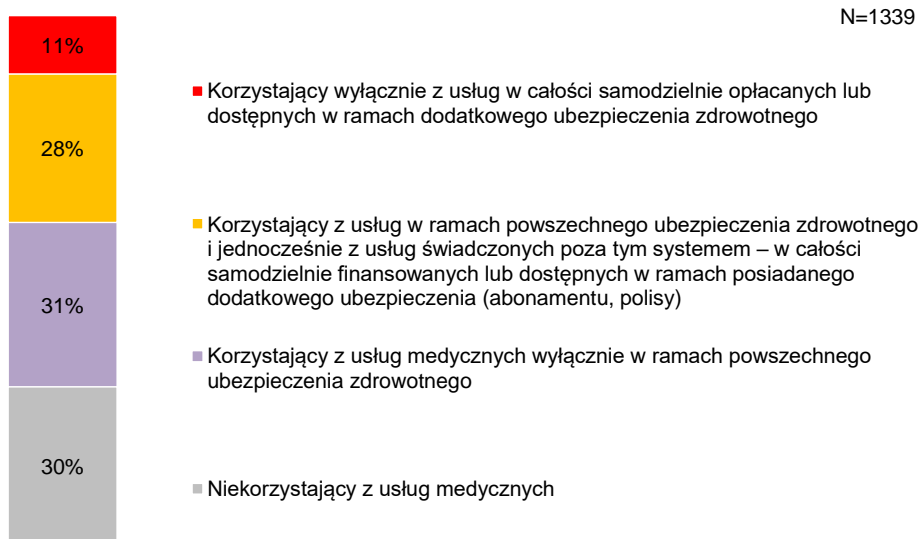 N=1339
11%
Korzystający wyłącznie z usług w całości samodzielnie opłacanych lub
dostępnych w ramach dodatkowego ubezpieczenia zdrowotnego
28%
Korzystający z usług w ramach powszechnego ubezpieczenia zdrowotnego
i jednocześnie z usług świadczonych poza tym systemem – w całości
samodzielnie finansowanych lub dostępnych w ramach posiadanego
dodatkowego ubezpieczenia (abonamentu, polisy)
31%
Korzystający z usług medycznych wyłącznie w ramach powszechnego
ubezpieczenia zdrowotnego
30%
Niekorzystający z usług medycznych